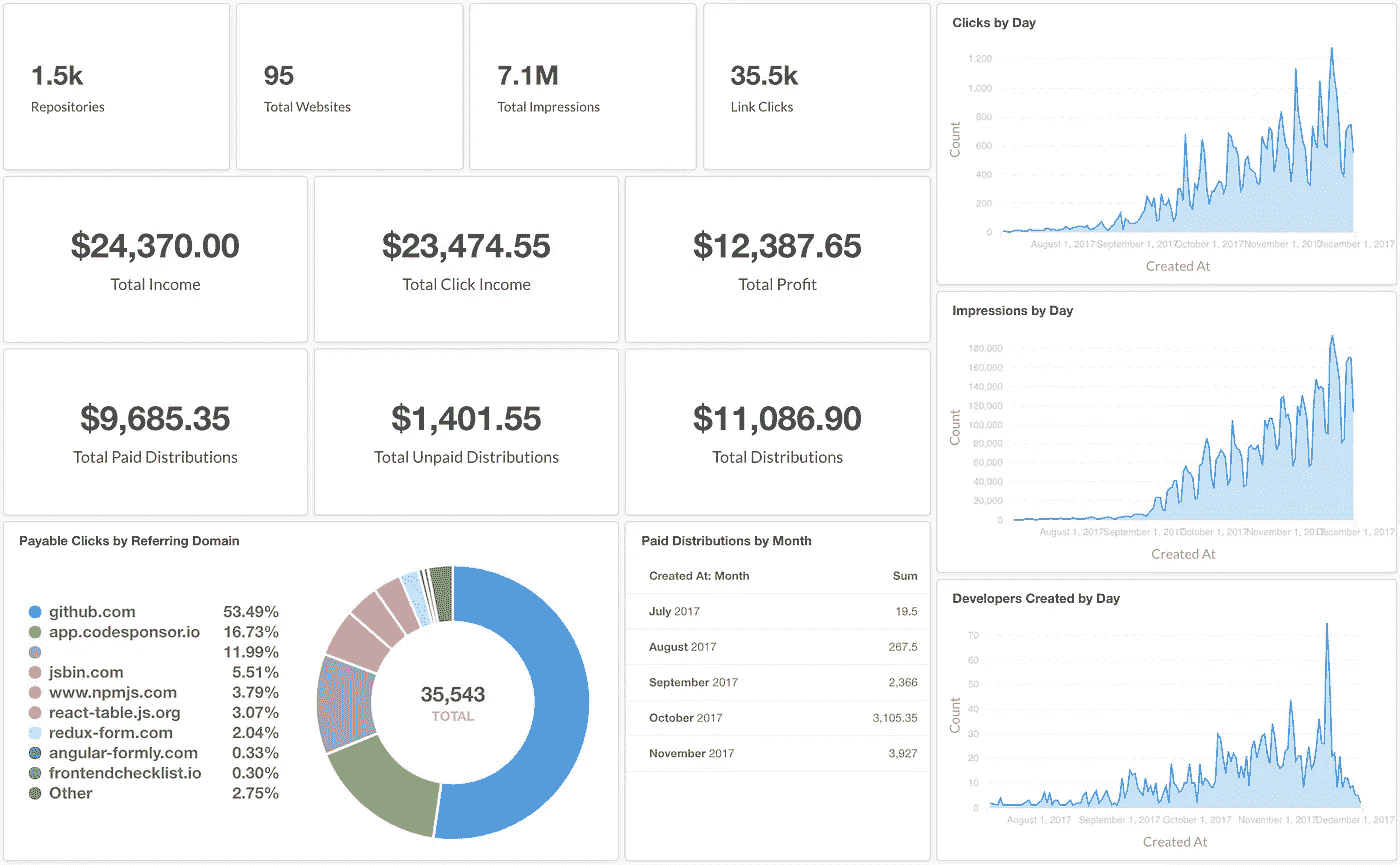 1.5k
Repositories
95
Total Websites
7.1M
Total Impressions
35.5k
Link Clicks
$24,370.00
Total Income
$23,474.55
Total Click Income
$12,387.65
Total Profit
$9,685.35
Total Paid Distributions
$1,401.55
Total Unpaid Distributions
$11,086.90
Total Distributions
Payable Clicks by Referring Domain
github.com 53.49%
app.codesponsor.io 16.73%
11.99%
jsbin.com 5.51%
www.npmjs.com 3.79%
react-table.js.org 3.07%
redux-form.com 2.04%
angular-formly.com 0.33%
frontendchecklist.io 0.30%
Other 2.75%
35,543
TOTAL
Paid Distributions by Month
Created At: Month Sum
July 2017 19.5
August 2017 267.5
September 2017 2,366
October 2017 3,105.35
November 2017 3,927
Clicks by Day
Count
1,200
1,000
800
600
400
200
0
August 1, 2017 September 1, 2017 October 1, 2017 November 1, 2017 December 1, 2017
Created At
Impressions by Day
Count
180,000
160,000
140,000
120,000
100,000
80,000
60,000
40,000
20,000
0
August 1, 2017 September 1, 2017 October 1, 2017 November 1, 2017 December 1, 2017
Created At
Developers Created by Day
Count
70
60
50
40
30
20
10
0
August 1, 2017 September 1, 2017 October 1, 2017 November 1, 2017 December 1, 2017
Created At